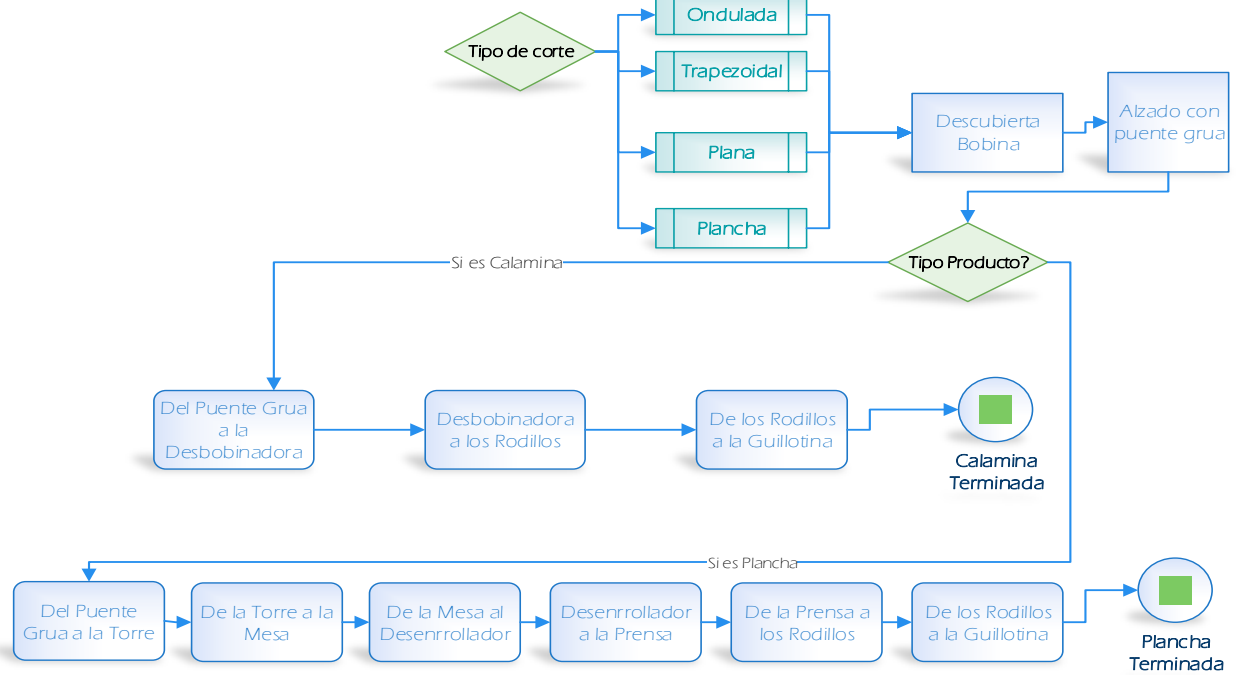 Ondulada
Tipo de corte
Trapezoidal
Plana
Plancha
Descubierta
Bobina
Alzado con
puente grua
Tipo Producto?
Si es Calamina
Del Puente Grua
a la
Desbobinadora
Desbobinadora
a los Rodillos
De los Rodillos
a la Guillotina
Calamina
Terminada
Si es Plancha
Del Puente
Grua a la Torre
De la Torre a la
Mesa
De la Mesa al
Desenrrollador
Desenrrollador
a la Prensa
De la Prensa a
los Rodillos
De los Rodillos
a la Guillotina
Plancha
Terminada